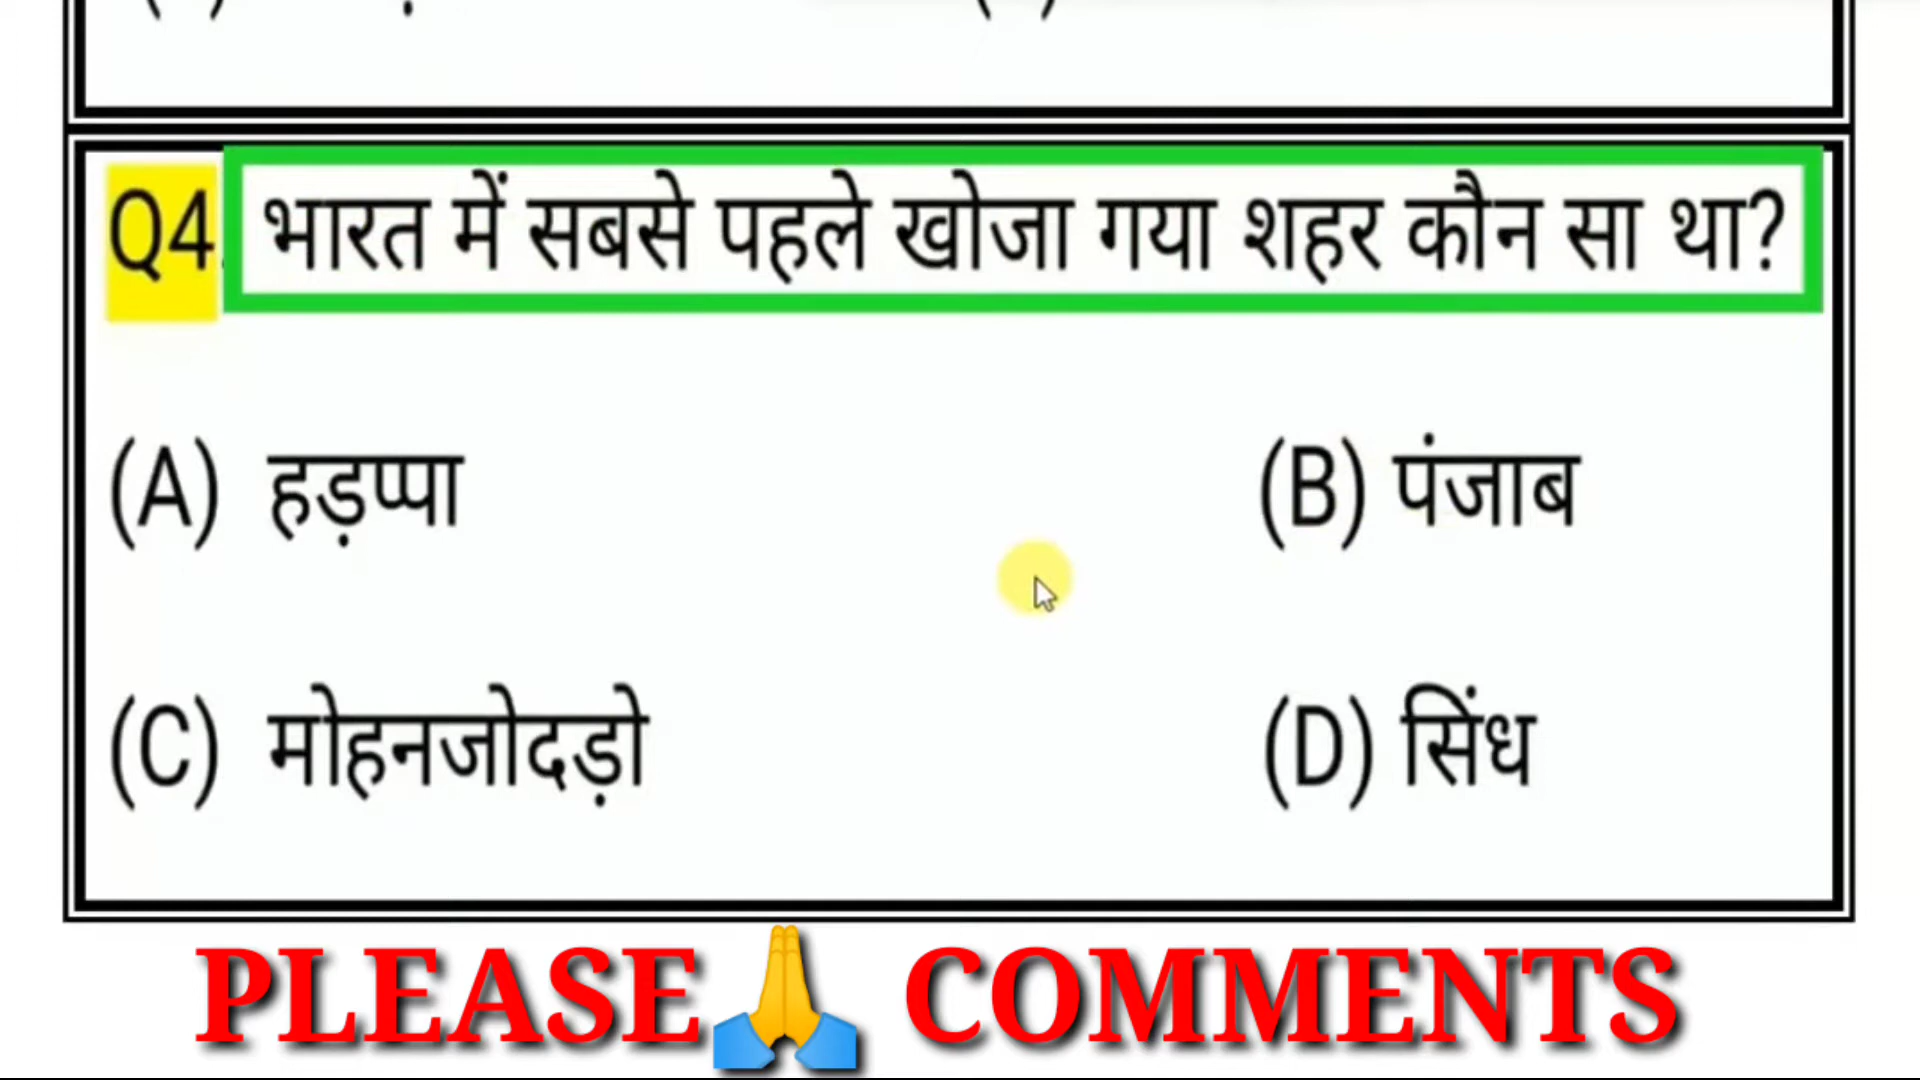 Q4. भारत में सबसे पहले खोजा गया शहर कौन सा था?
(A) हड़प्पा (B) पंजाब
(C) मोहनजोदड़ो (D) सिंध
PLEASE🙏 COMMENTS